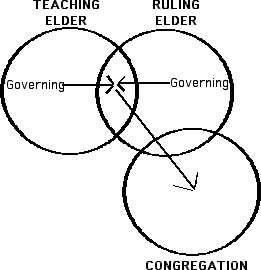 TEACHING
ELDER
RULING
ELDER
Governing
Governing
CONGREGATION